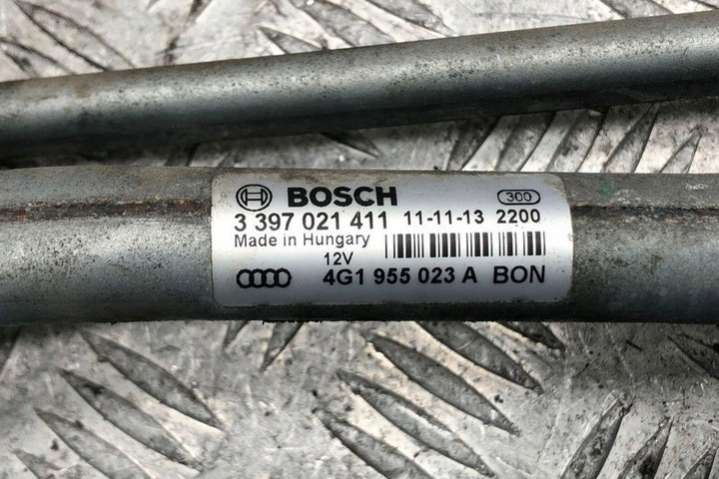 BOSCH 300
3 397 021 411 11-11-13 2200
Made in Hungary
12V
4G1 955 023 A BON